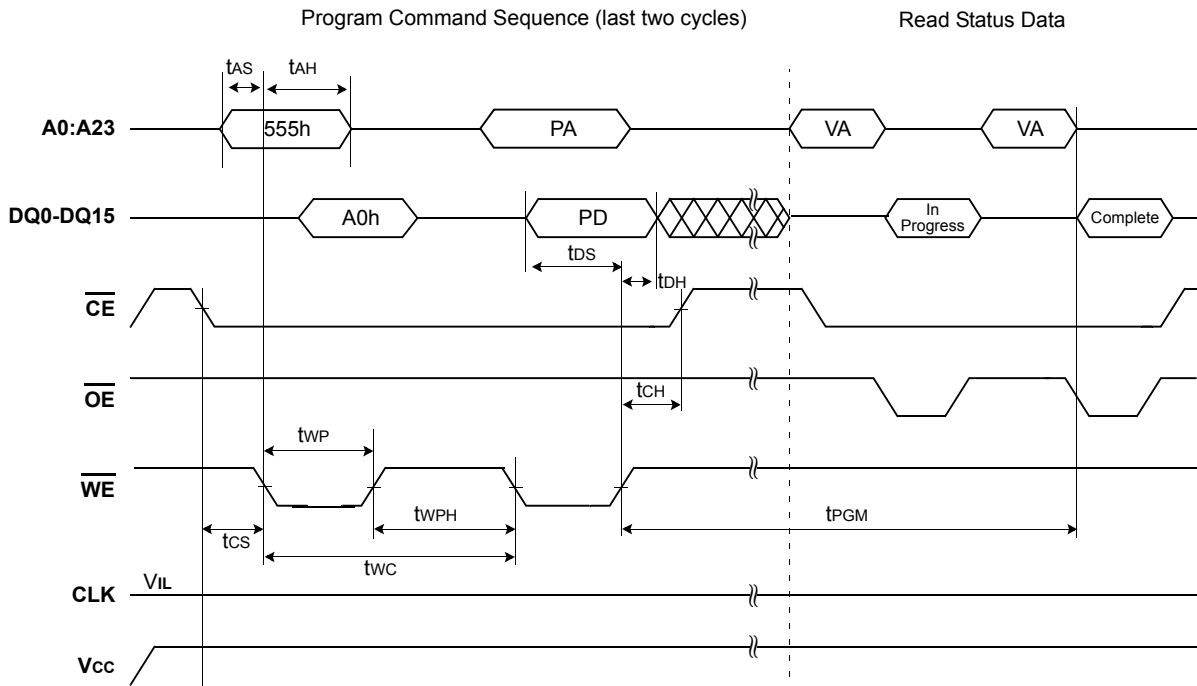 Program Command Sequence (last two cycles)
Read Status Data
tAS
tAH
A0:A23
555h
PA
VA
VA
DQ0-DQ15
A0h
PD
In
Progress
Complete
tDS
tDH
CE
OE
tCH
tWP
WE
tWPH
tPGM
tCS
tWC
CLK
VIL
Vcc